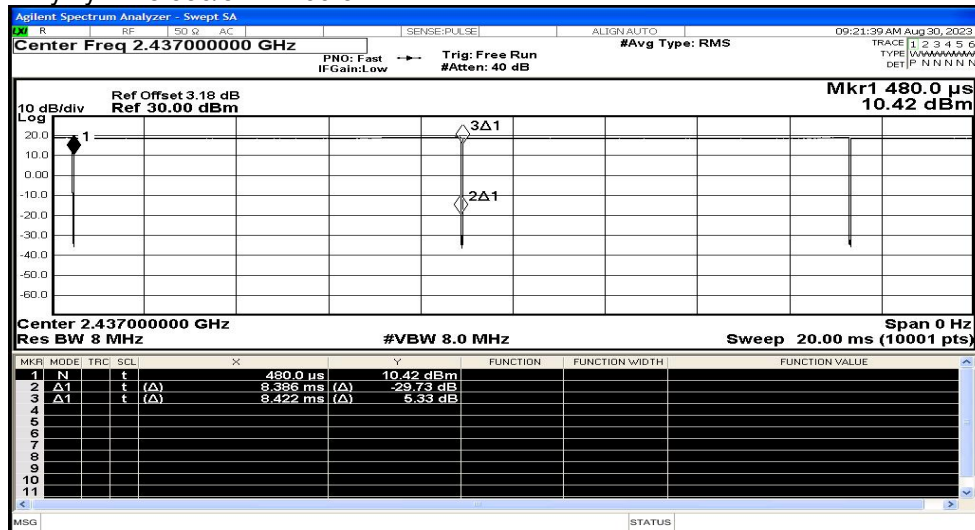 Agilent Spectrum Analyzer - Swept SA
LXI R RF 50 Ω AC SENSE:PULSE ALIGN AUTO 09:21:39 AM Aug 30, 2023
Center Freq 2.437000000 GHz #Avg Type: RMS TRACE 1 2 3 4 5 6
PNO: Fast Trig: Free Run TYPE
IFGain:Low #Atten: 40 dB DET P N N N N N
Mkr1 480.0 µs
Ref Offset 3.18 dB
10 dB/div Ref 30.00 dBm 10.42 dBm
Log
20.0
10.0
0.00
-10.0
-20.0
-30.0
-40.0
-50.0
-60.0
1
3Δ1
2Δ1
Center 2.437000000 GHz Span 0 Hz
Res BW 8 MHz #VBW 8.0 MHz Sweep 20.00 ms (10001 pts)
MKR MODE TRC SCL X Y FUNCTION FUNCTION WIDTH FUNCTION VALUE
1 N t 480.0 µs 10.42 dBm
2 Δ1 t (Δ) 8.386 ms (Δ) -29.73 dB
3 Δ1 t (Δ) 8.422 ms (Δ) 5.33 dB
4
5
6
7
8
9
10
11
MSG STATUS